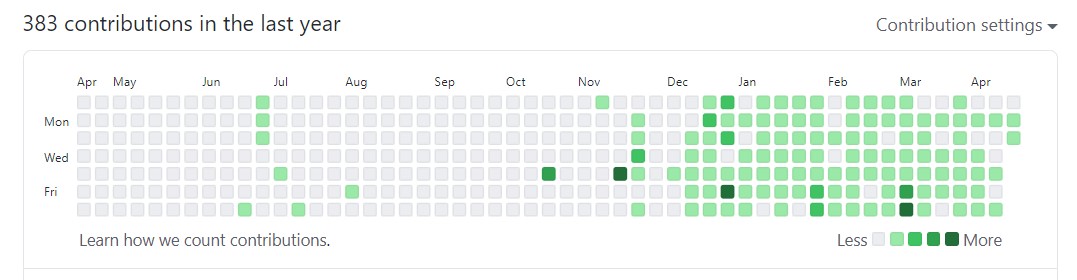 383 contributions in the last year
Contribution settings
Apr May Jun Jul Aug Sep Oct Nov Dec Jan Feb Mar Apr
Mon
Wed
Fri
Learn how we count contributions.
Less More